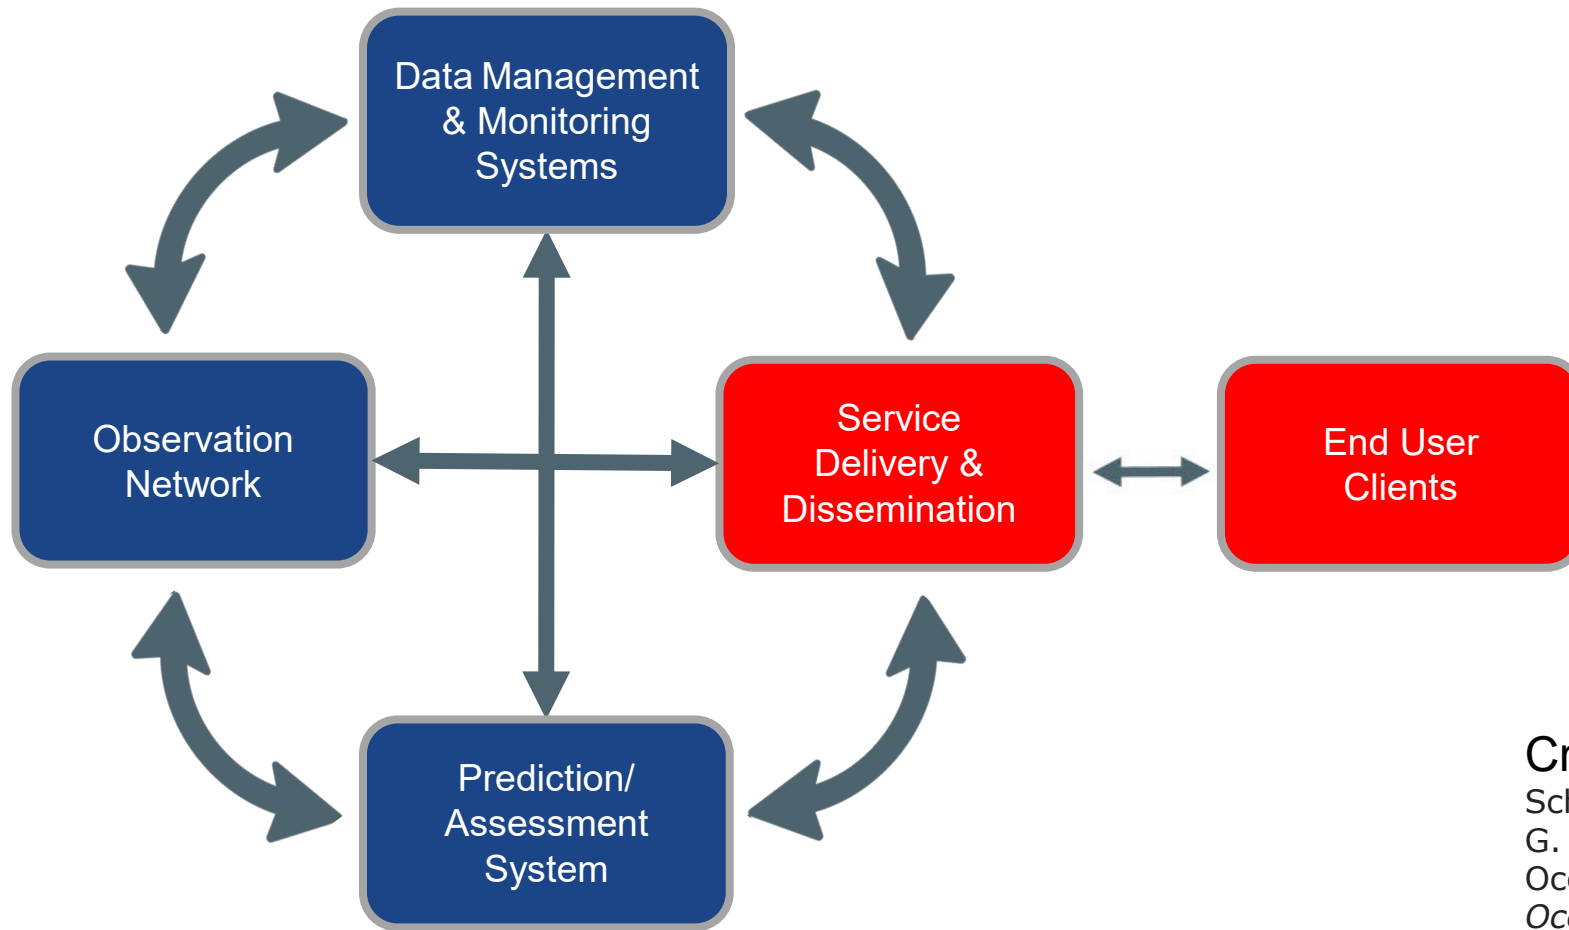 Data Management
& Monitoring
Systems
Observation
Network
Service
Delivery &
Dissemination
End User
Clients
Prediction/
Assessment
System
G.